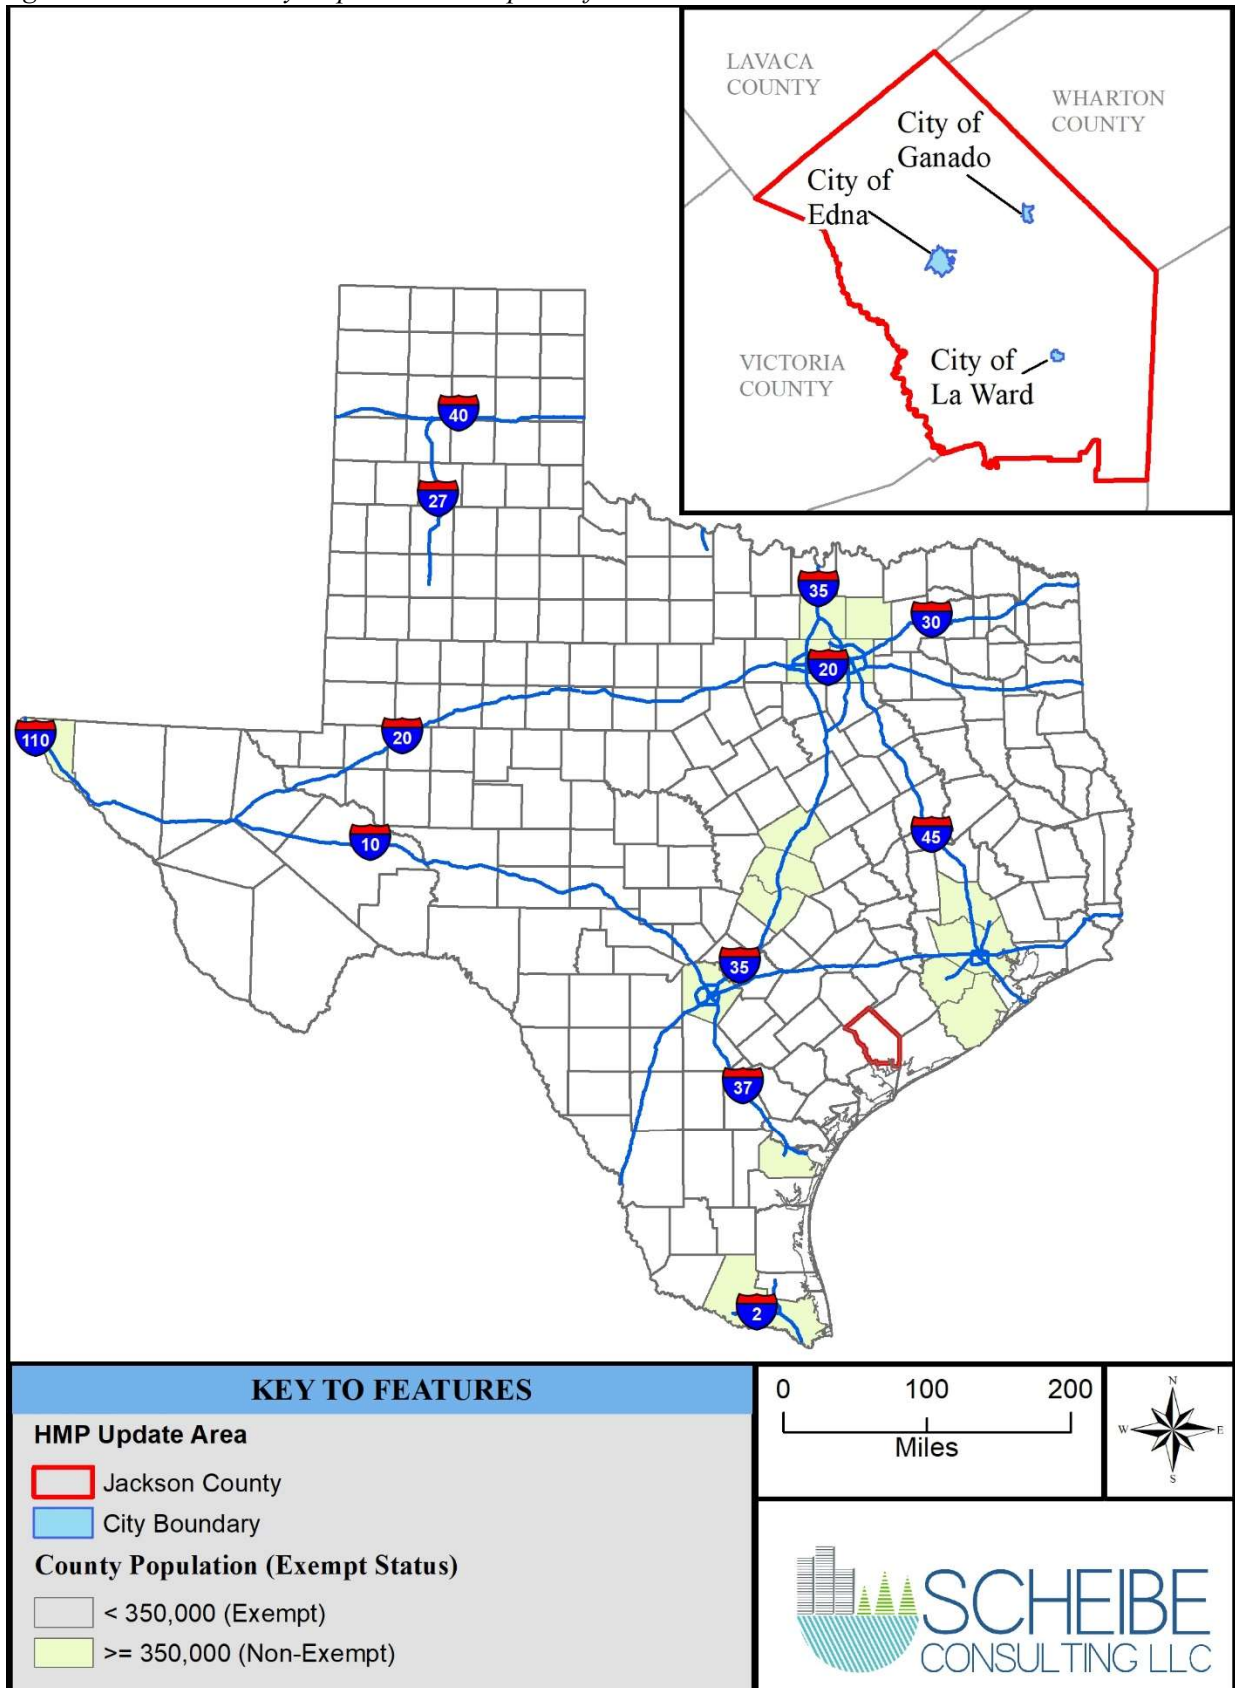 LAVACA
COUNTY
WHARTON
COUNTY
City of
Ganado
City of
Edna
VICTORIA
COUNTY
City of
La Ward
40
27
35
30
20
110
20
10
45
35
37
2
KEY TO FEATURES
HMP Update Area
Jackson County
City Boundary
County Population (Exempt Status)
< 350,000 (Exempt)
>= 350,000 (Non-Exempt)
0 100 200
Miles
N
W E
S
SCHEIBE
CONSULTING LLC